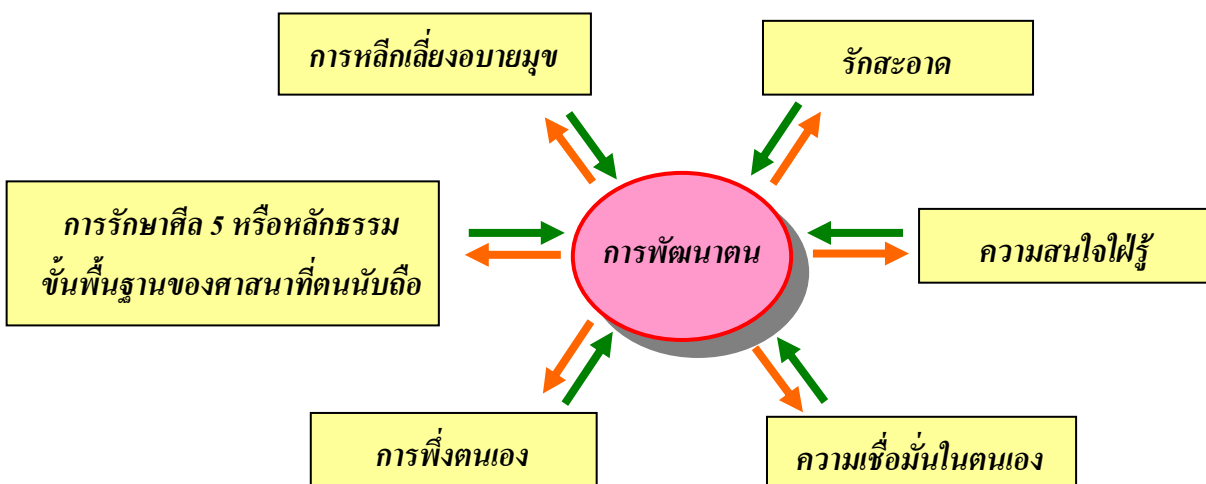 การหลีกเลี่ยงอบายมุข
รักสะอาด
การรักษาศีล 5 หรือหลักธรรม
ขั้นพื้นฐานของศาสนาที่ตนนับถือ
การพัฒนาตน
ความสนใจใฝ่รู้
การพึ่งตนเอง
ความเชื่อมั่นในตนเอง